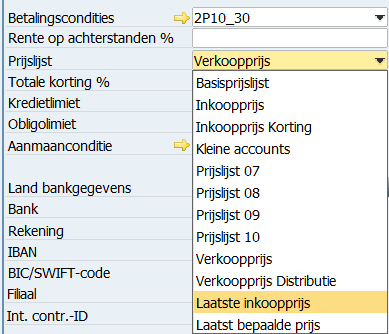 Betalingscondities 2P10_30
Rente op achterstanden %
Prijslijst Verkoopprijs
Totale korting % Basisprijslijst
Kredietlimiet Inkoopprijs
Obligolimiet Inkoopprijs Korting
Aanmaanconditie Kleine accounts
Prijslijst 07
Land bankgegevens Prijslijst 08
Bank Prijslijst 09
Rekening Prijslijst 10
IBAN Verkoopprijs
BIC/SWIFT-code Verkoopprijs Distributie
Filiaal Laatste inkoopprijs
Int. contr.-ID Laatst bepaalde prijs